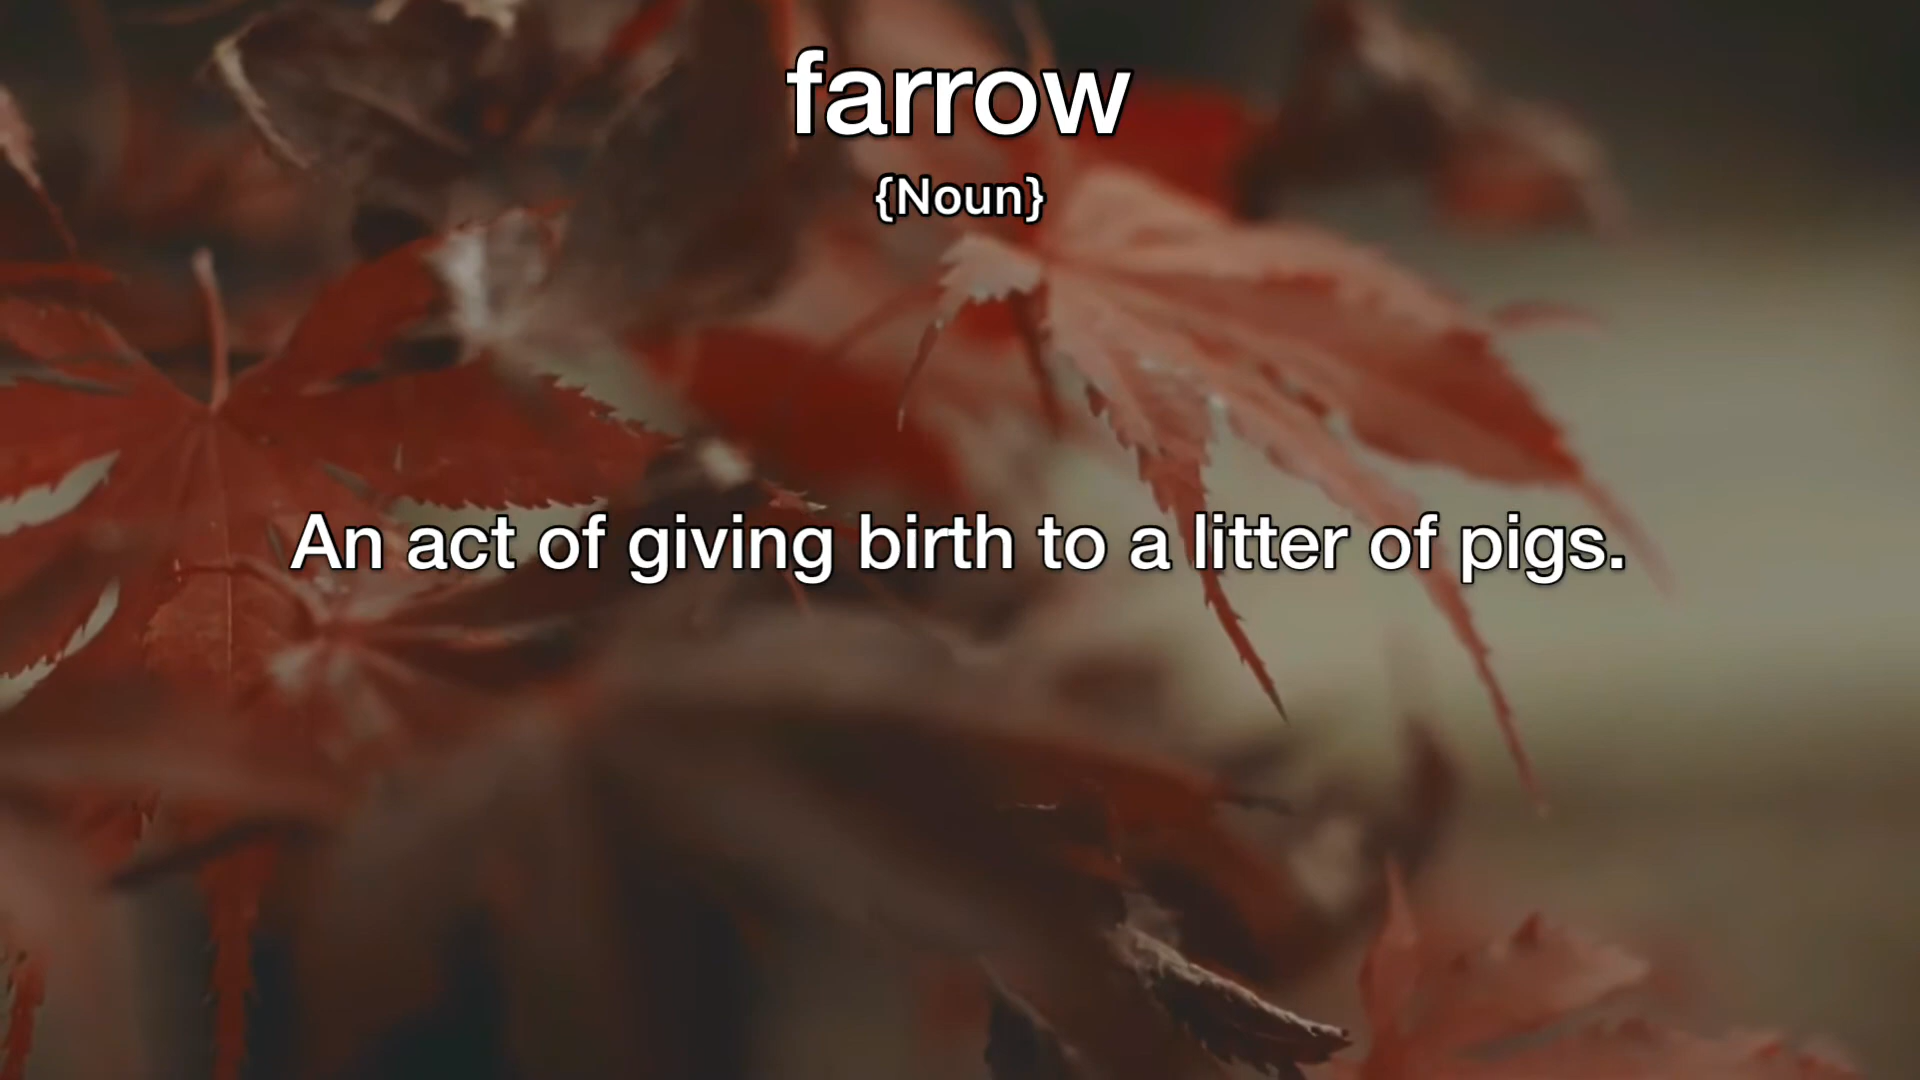 farrow
{Noun}
An act of giving birth to a litter of pigs.